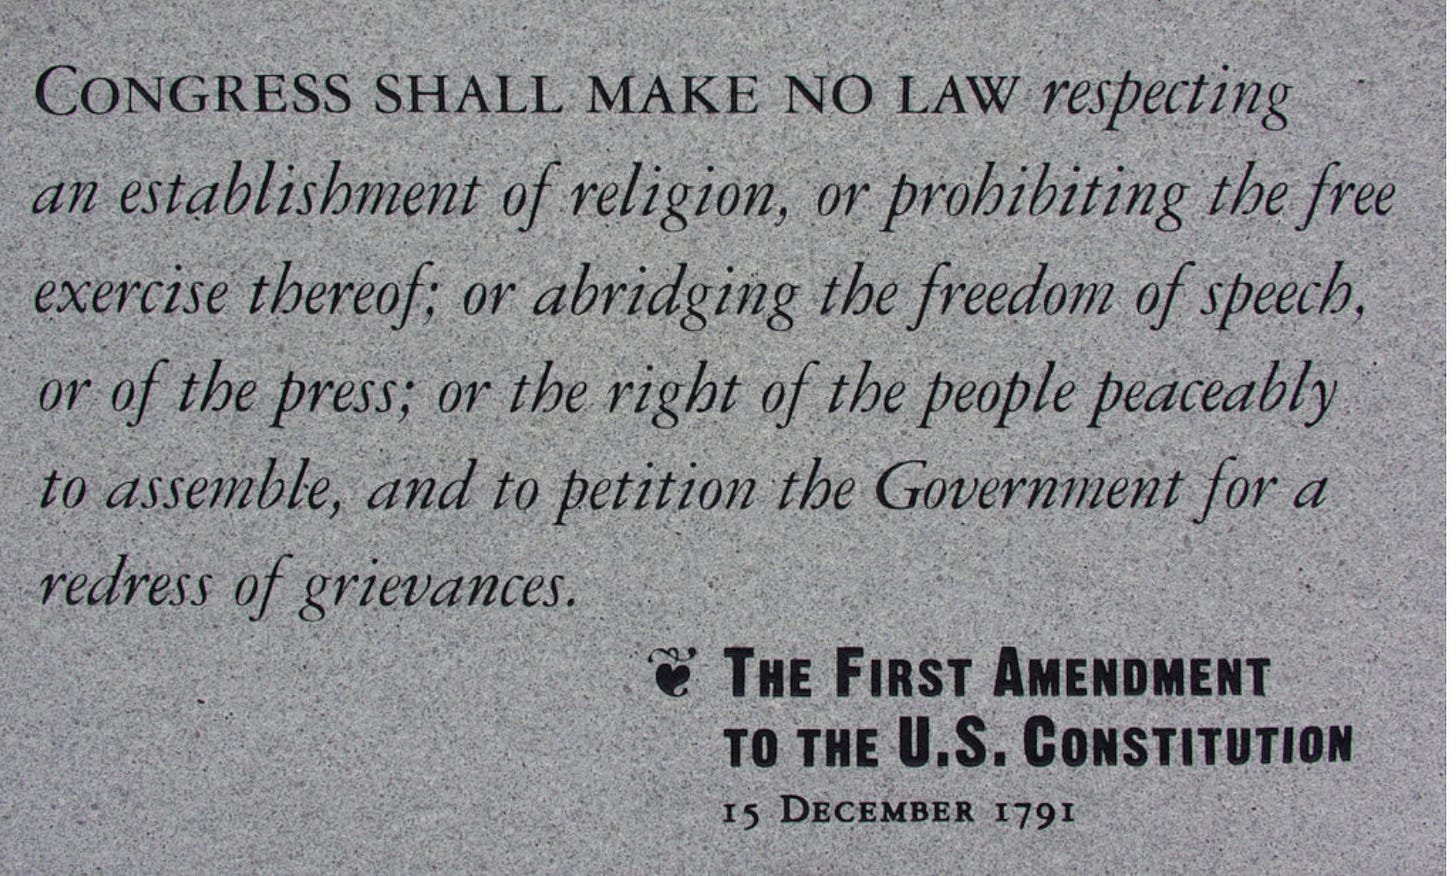 CONGRESS SHALL MAKE NO LAW respecting
an establishment of religion, or prohibiting the free
exercise thereof; or abridging the freedom of speech,
or of the press; or the right of the people peaceably
to assemble, and to petition the Government for a
redress of grievances.
❦ THE FIRST AMENDMENT
TO THE U.S. CONSTITUTION
15 DECEMBER 1791